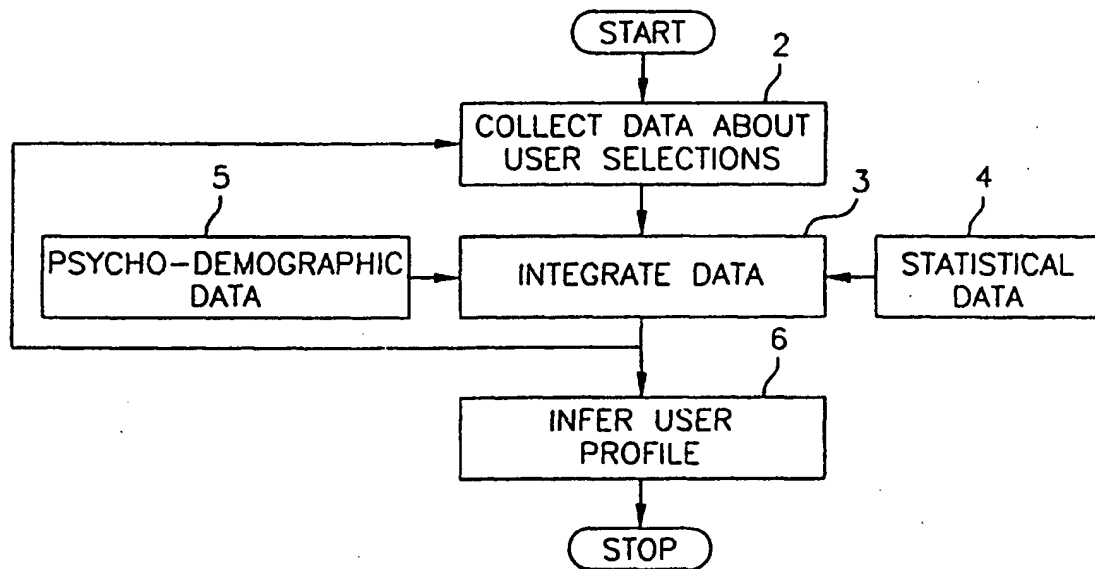 START
2
COLLECT DATA ABOUT
USER SELECTIONS
5
3
4
PSYCHO-DEMOGRAPHIC
DATA
INTEGRATE DATA
STATISTICAL
DATA
6
INFER USER
PROFILE
STOP